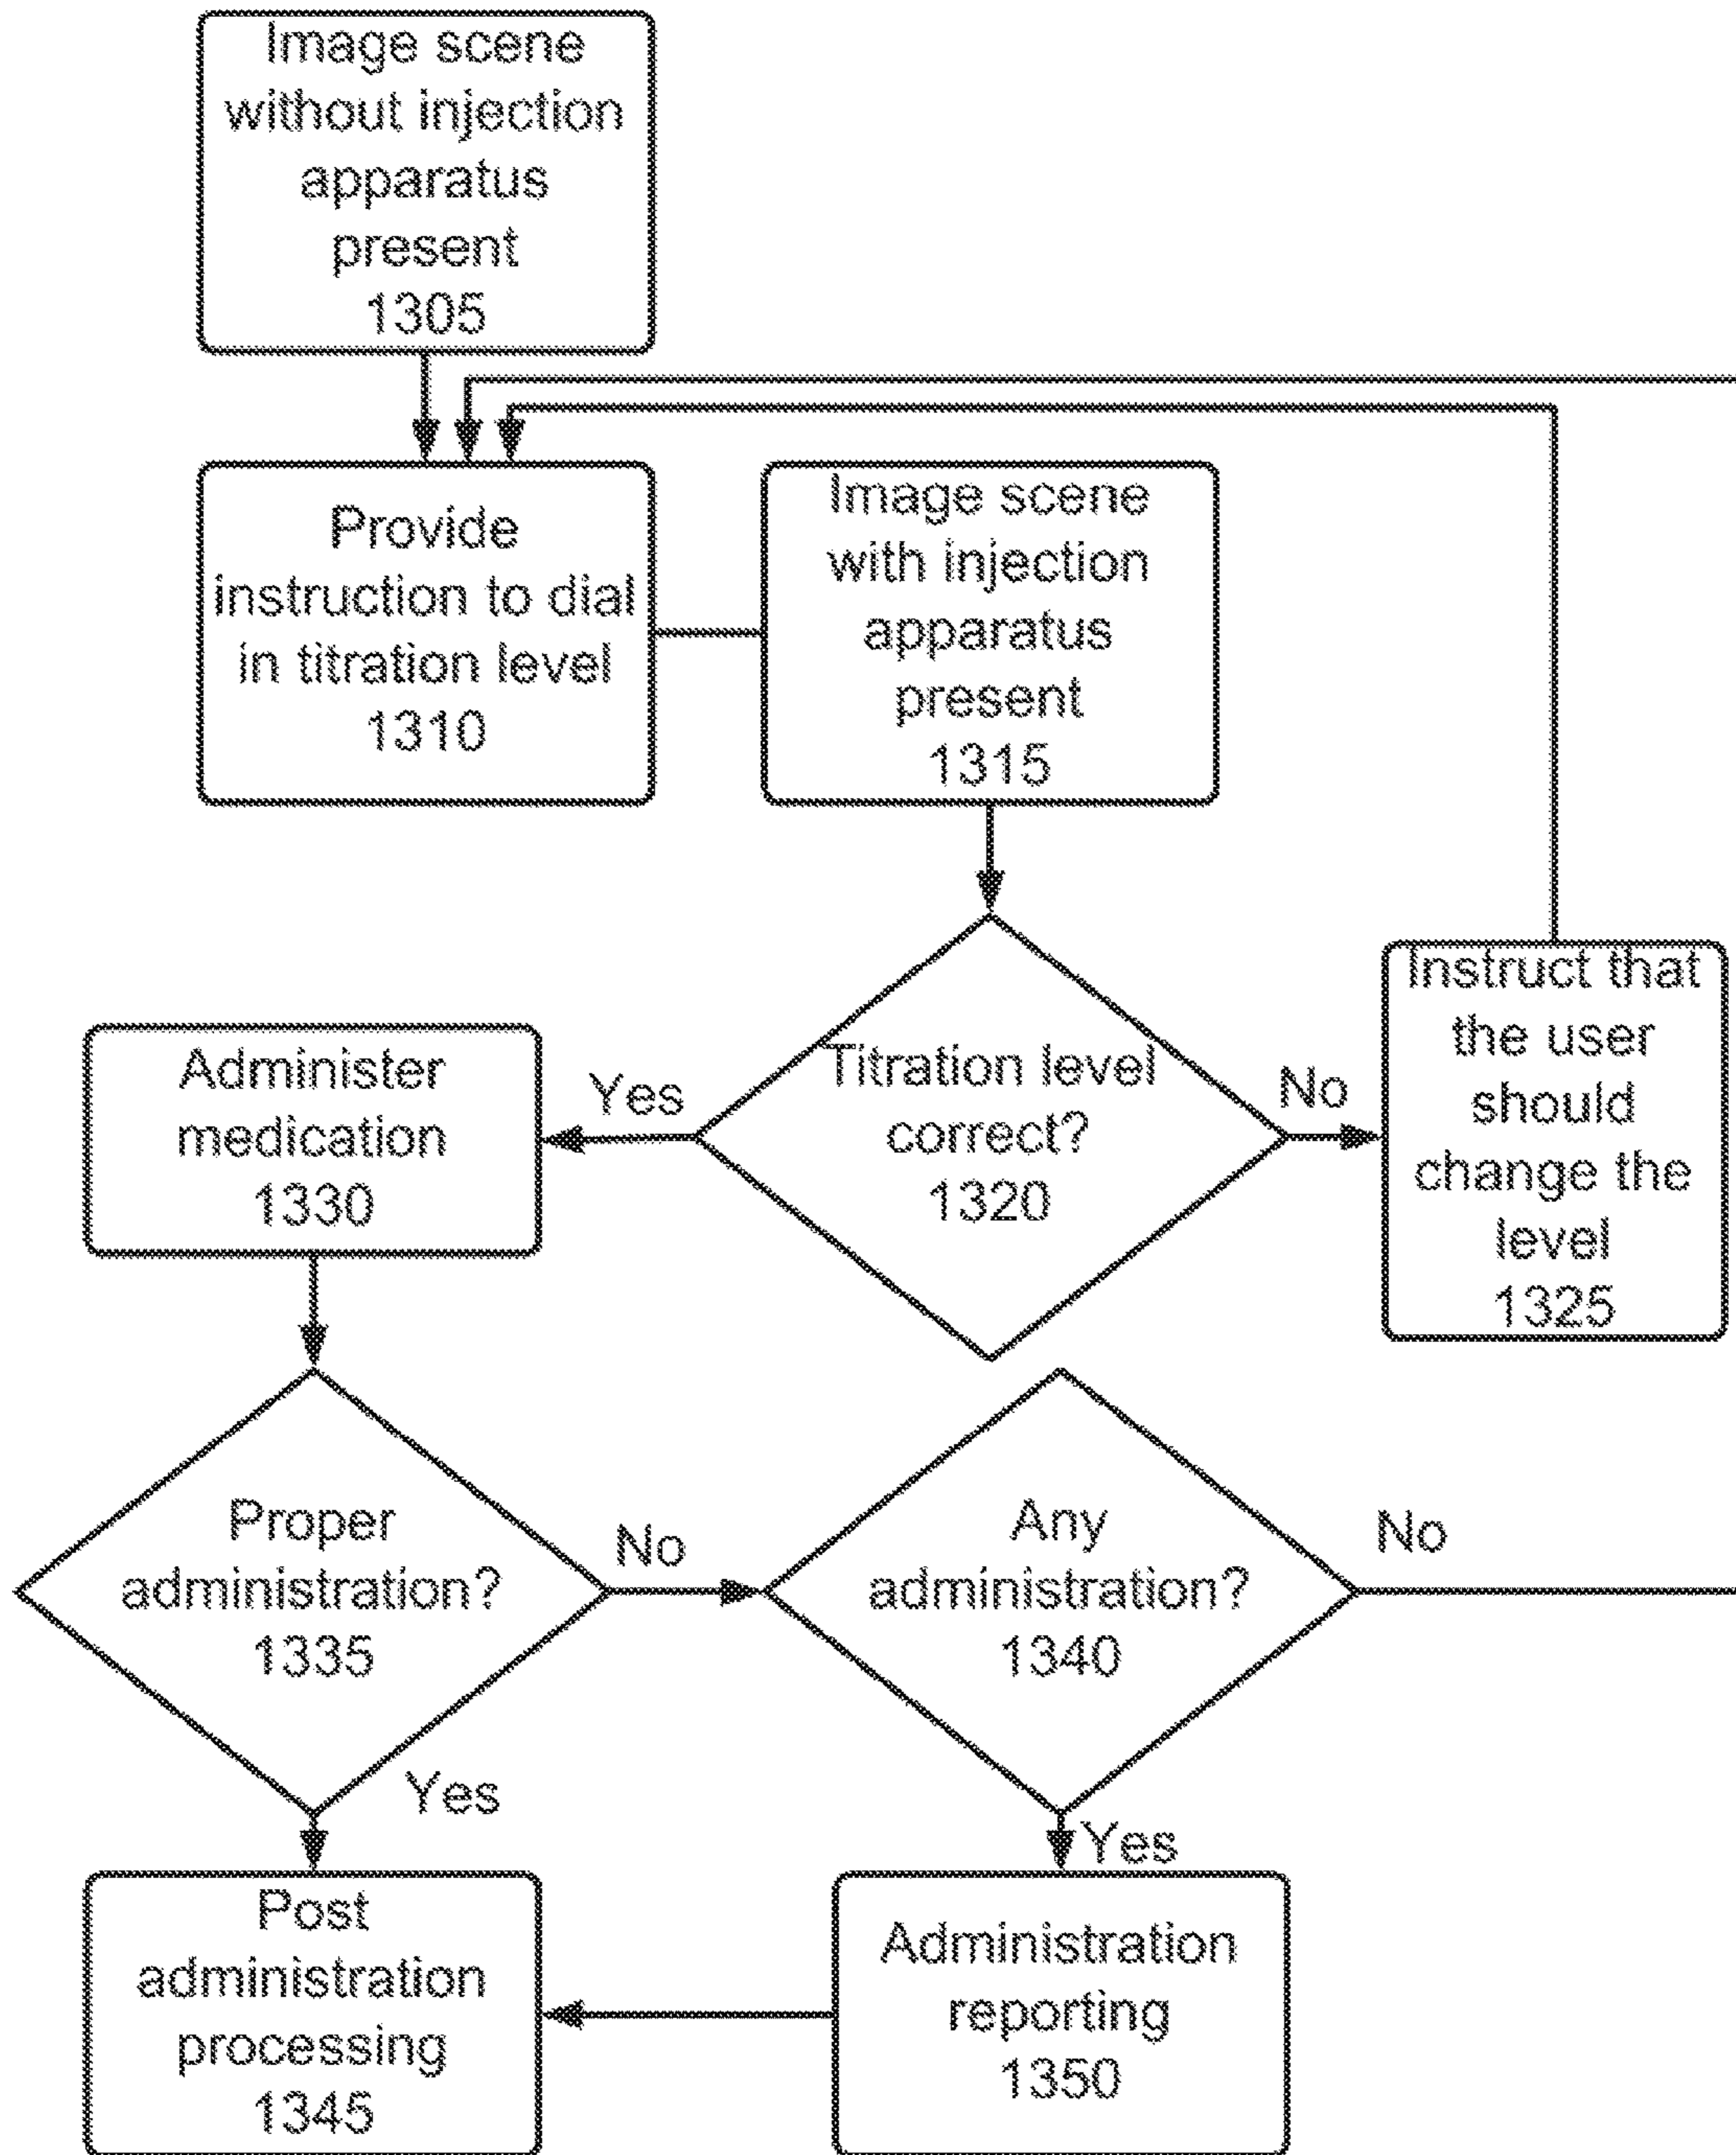 Image scene
without injection
apparatus
present
1305
Provide
instruction to dial
in titration level
1310
Image scene
with injection
apparatus
present
1315
Titration level
correct?
1320
Yes
No
Instruct that
the user
should
change the
level
1325
Administer
medication
1330
Proper
administration?
1335
No
Yes
Any
administration?
1340
No
Yes
Post
administration
processing
1345
Administration
reporting
1350